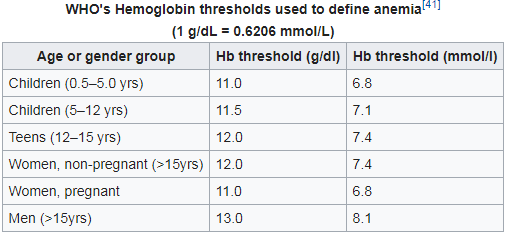 WHO's Hemoglobin thresholds used to define anemia[41]
(1 g/dL = 0.6206 mmol/L)
Age or gender group Hb threshold (g/dl) Hb threshold (mmol/l)
Children (0.5–5.0 yrs) 11.0 6.8
Children (5–12 yrs) 11.5 7.1
Teens (12–15 yrs) 12.0 7.4
Women, non-pregnant (>15yrs) 12.0 7.4
Women, pregnant 11.0 6.8
Men (>15yrs) 13.0 8.1